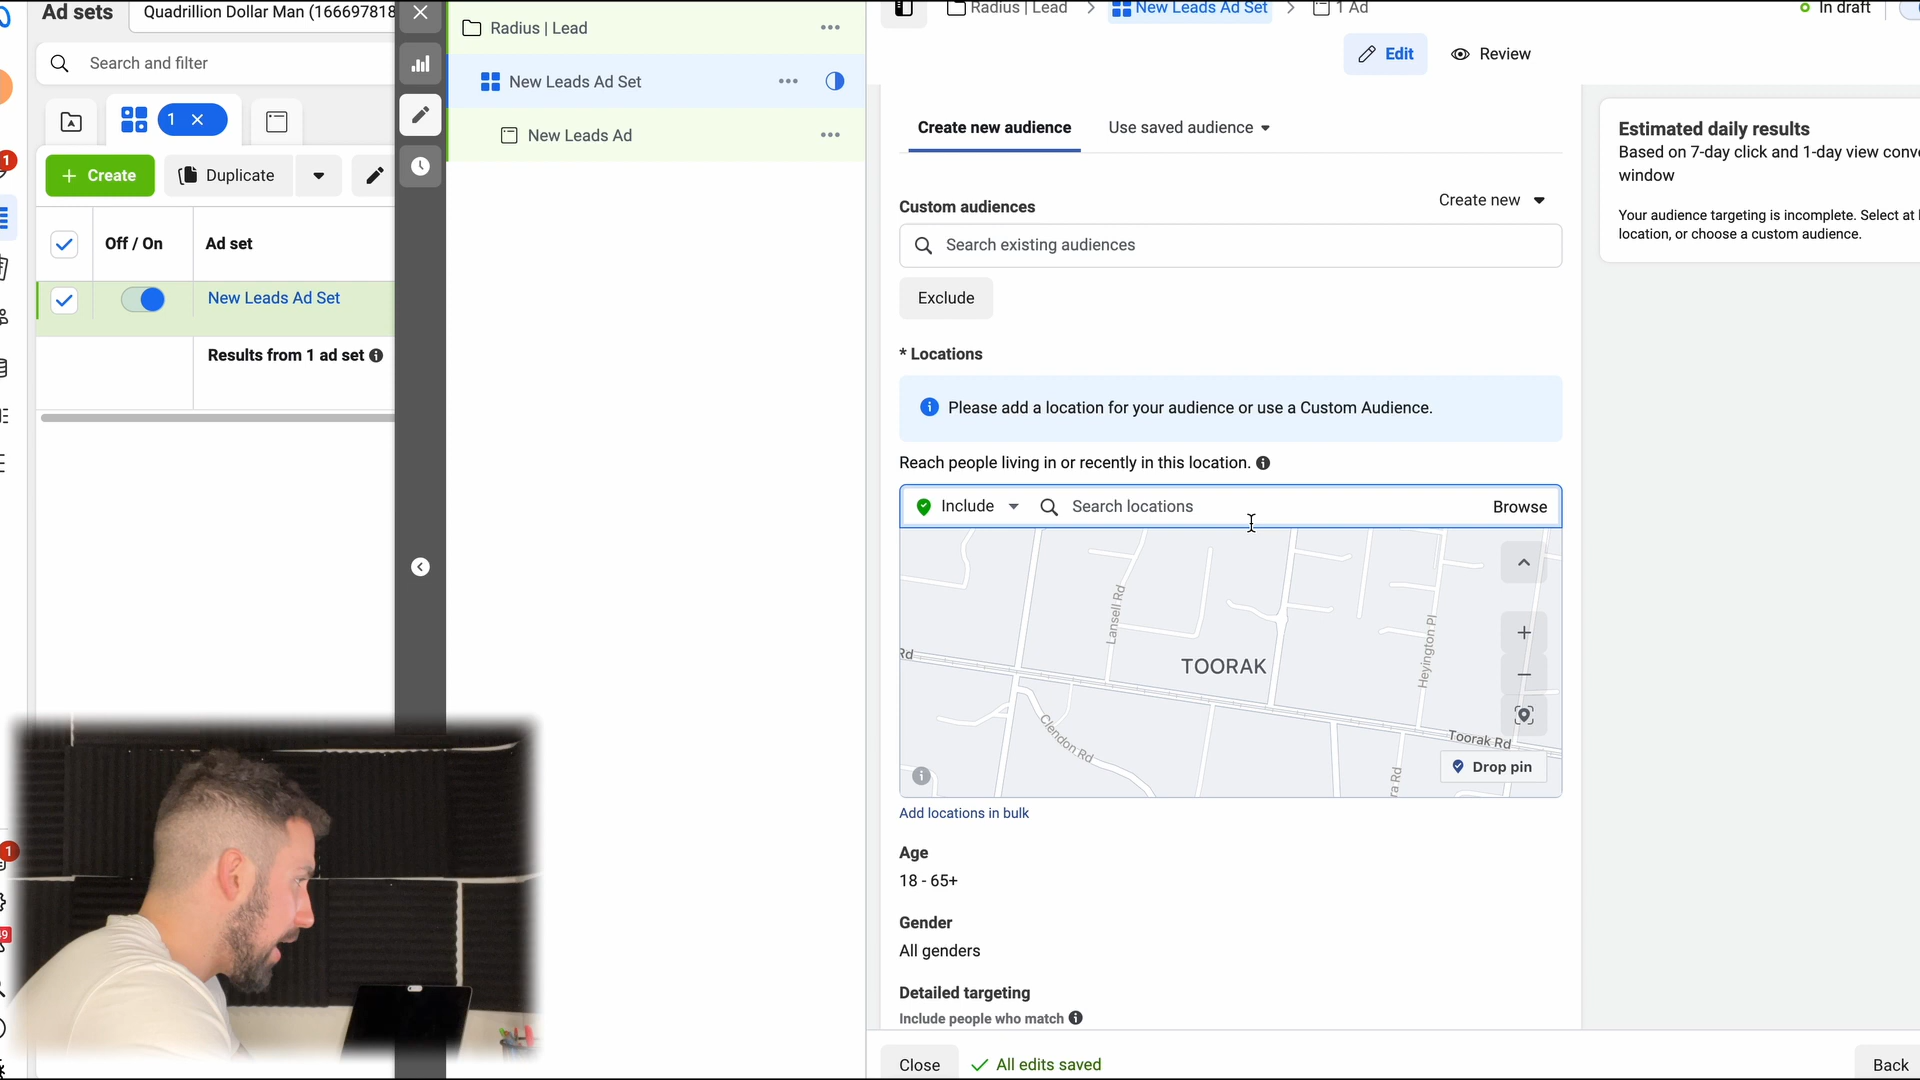 Ad sets
Quadrillion Dollar Man (166697818
Search and filter
1
Create
Duplicate
Off / On
Ad set
New Leads Ad Set
Results from 1 ad set
1
1
Radius | Lead
New Leads Ad Set
New Leads Ad
Radius | Lead
New Leads Ad Set
1 Ad
In draft
Edit
Review
Create new audience
Use saved audience
Custom audiences
Create new
Search existing audiences
Exclude
* Locations
Please add a location for your audience or use a Custom Audience.
Reach people living in or recently in this location.
Include
Search locations
Browse
Lansell Rd
Heyington Pl
Rd
TOORAK
Clendon Rd
Toorak Rd
ra Rd
Drop pin
Add locations in bulk
Age
18 - 65+
Gender
All genders
Detailed targeting
Include people who match
Close
All edits saved
Back
Estimated daily results
Based on 7-day click and 1-day view conv
window
Your audience targeting is incomplete. Select at
location, or choose a custom audience.